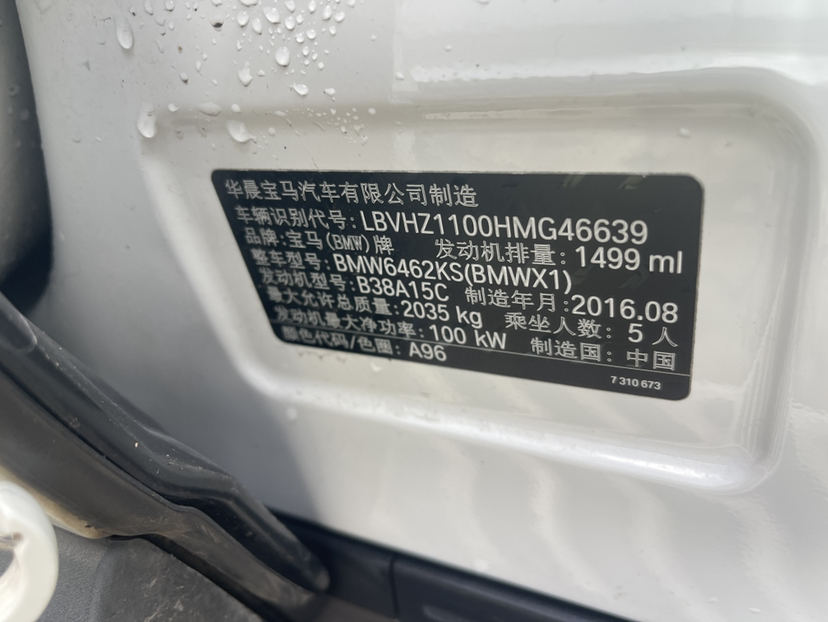 华晨宝马汽车有限公司制造
车辆识别代号: LBVHZ1100HMG46639
品牌: 宝马(BMW)牌 发动机排量: 1499 ml
整车型号: BMW6462KS(BMWX1)
发动机型号: B38A15C 制造年月: 2016.08
最大允许总质量: 2035 kg 乘坐人数: 5 人
发动机最大净功率: 100 kW 制造国: 中国
颜色代码/色圈: A96
7 310 673